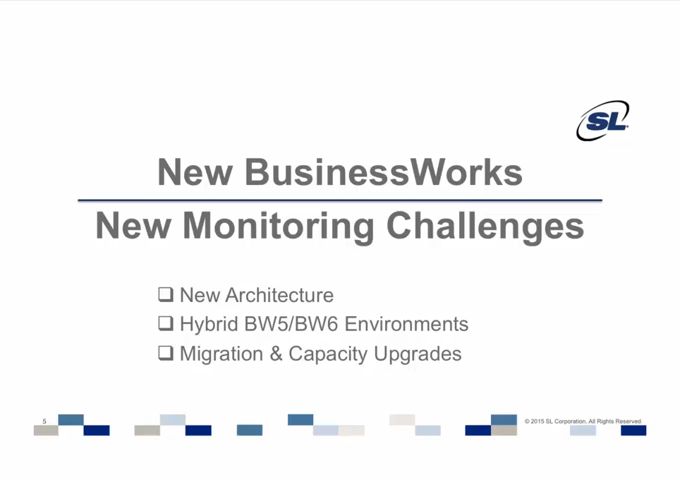 SL
New BusinessWorks
New Monitoring Challenges
❑ New Architecture
❑ Hybrid BW5/BW6 Environments
❑ Migration & Capacity Upgrades
5
© 2015 SL Corporation. All Rights Reserved.